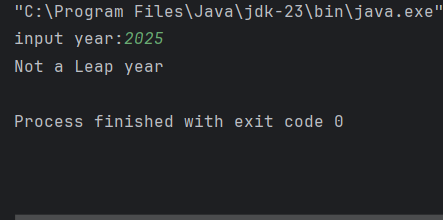 "C:\Program Files\Java\jdk-23\bin\java.exe"
input year:2025
Not a Leap year
Process finished with exit code 0